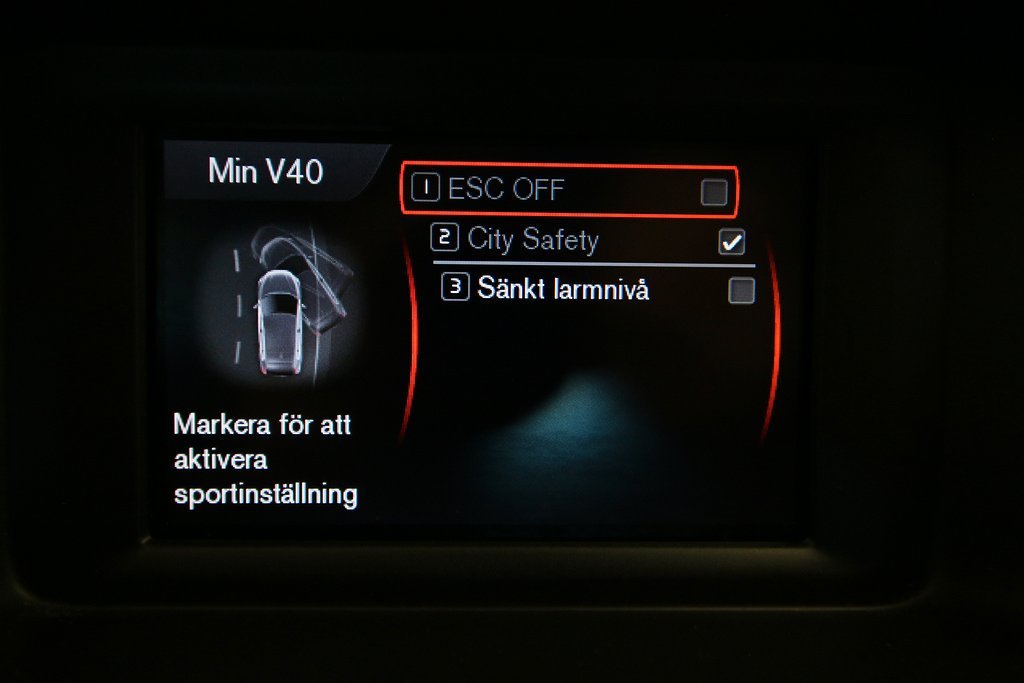 Min V40
1 ESC OFF
2 City Safety
3 Sänkt larmnivå
Markera för att
aktivera
sportinställning